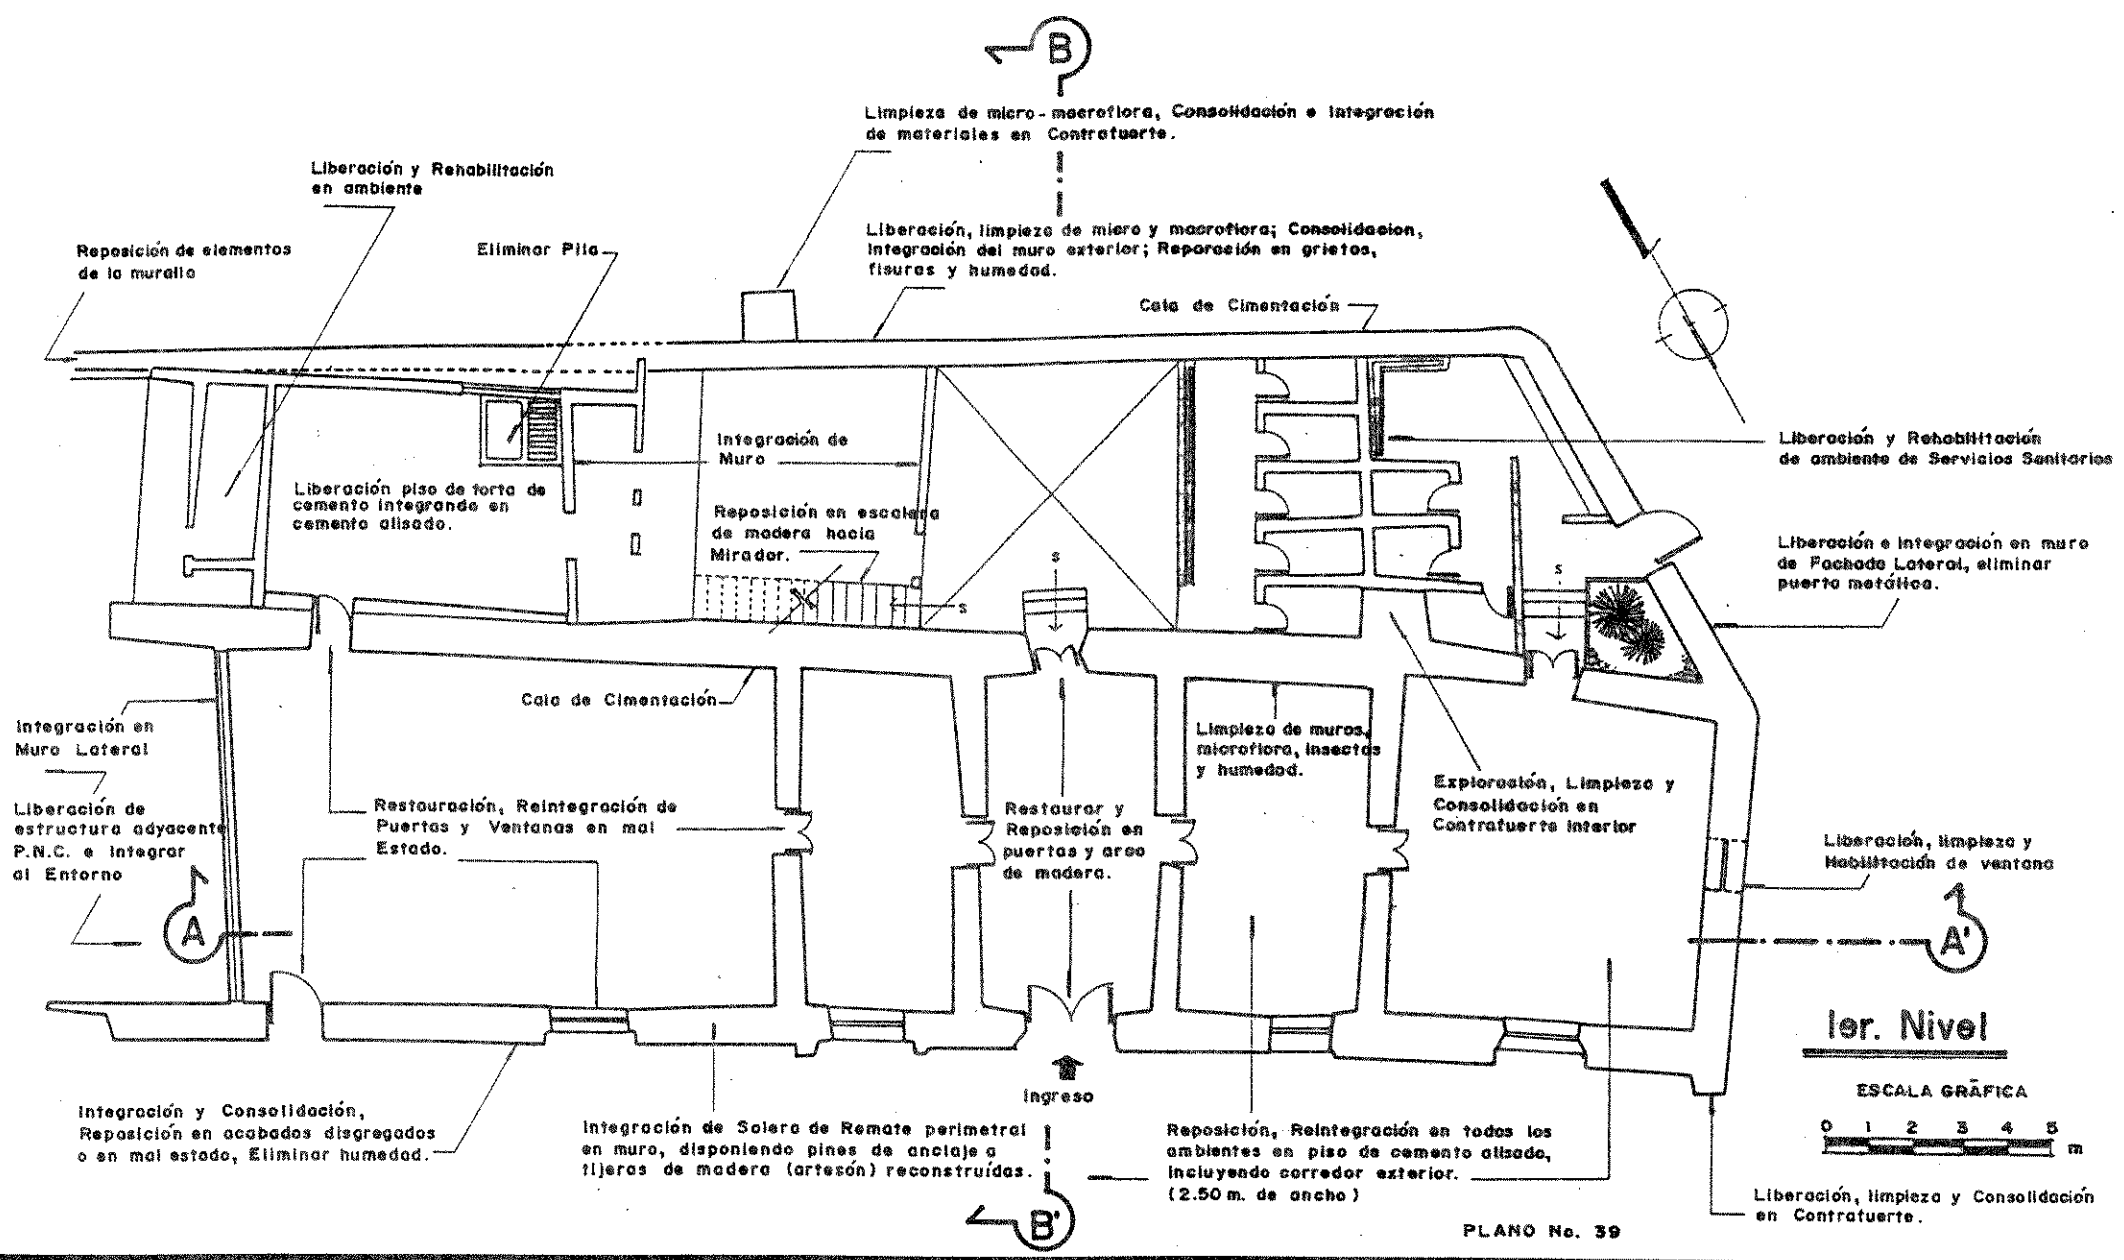 B
Limpieza de micro-macroflora, Consolidación e Integración
de materiales en Contrafuerte.
Liberación y Rehabilitación
en ambiente
Reposición de elementos
de la muralla
Eliminar Pila
Liberación, limpieza de micro y macroflora; Consolidacion,
Integración del muro exterior; Reparación en grietas,
fisuras y humedad.
Cala de Cimentación
Integración de
Muro
Liberación y Rehabilitación
de ambiente de Servicios Sanitarios
Liberación piso de torta de
cemento integrando en
cemento alisado.
Reposición en escalera
de madera hacia
Mirador.
S
S
S
Liberación e integración en muro
de Fachada Lateral, eliminar
puerta metálica.
Cala de Cimentación
Integración en
Muro Lateral
Limpieza de muros,
microflora, insectos
y humedad.
Exploración, Limpieza y
Consolidación en
Contrafuerte interior
Liberación de
estructura adyacente
P.N.C. e integrar
al Entorno
Restauración, Reintegración de
Puertas y Ventanas en mal
Estado.
Restaurar y
Reposición en
puertas y arco
de madera.
Liberación, limpieza y
Habilitación de ventana
A
A'
1er. Nivel
ESCALA GRÁFICA
0 1 2 3 4 5
m
Ingreso
Integración y Consolidación,
Reposición en acabados disgregados
o en mal estado, Eliminar humedad.
Integración de Solera de Remate perimetral
en muro, disponiendo pines de anclaje a
tijeras de madera (artesón) reconstruídas.
Reposición, Reintegración en todos los
ambientes en piso de cemento alisado,
incluyendo corredor exterior.
(2.50 m. de ancho)
Liberación, limpieza y Consolidación
en Contrafuerte.
B'
PLANO No. 39